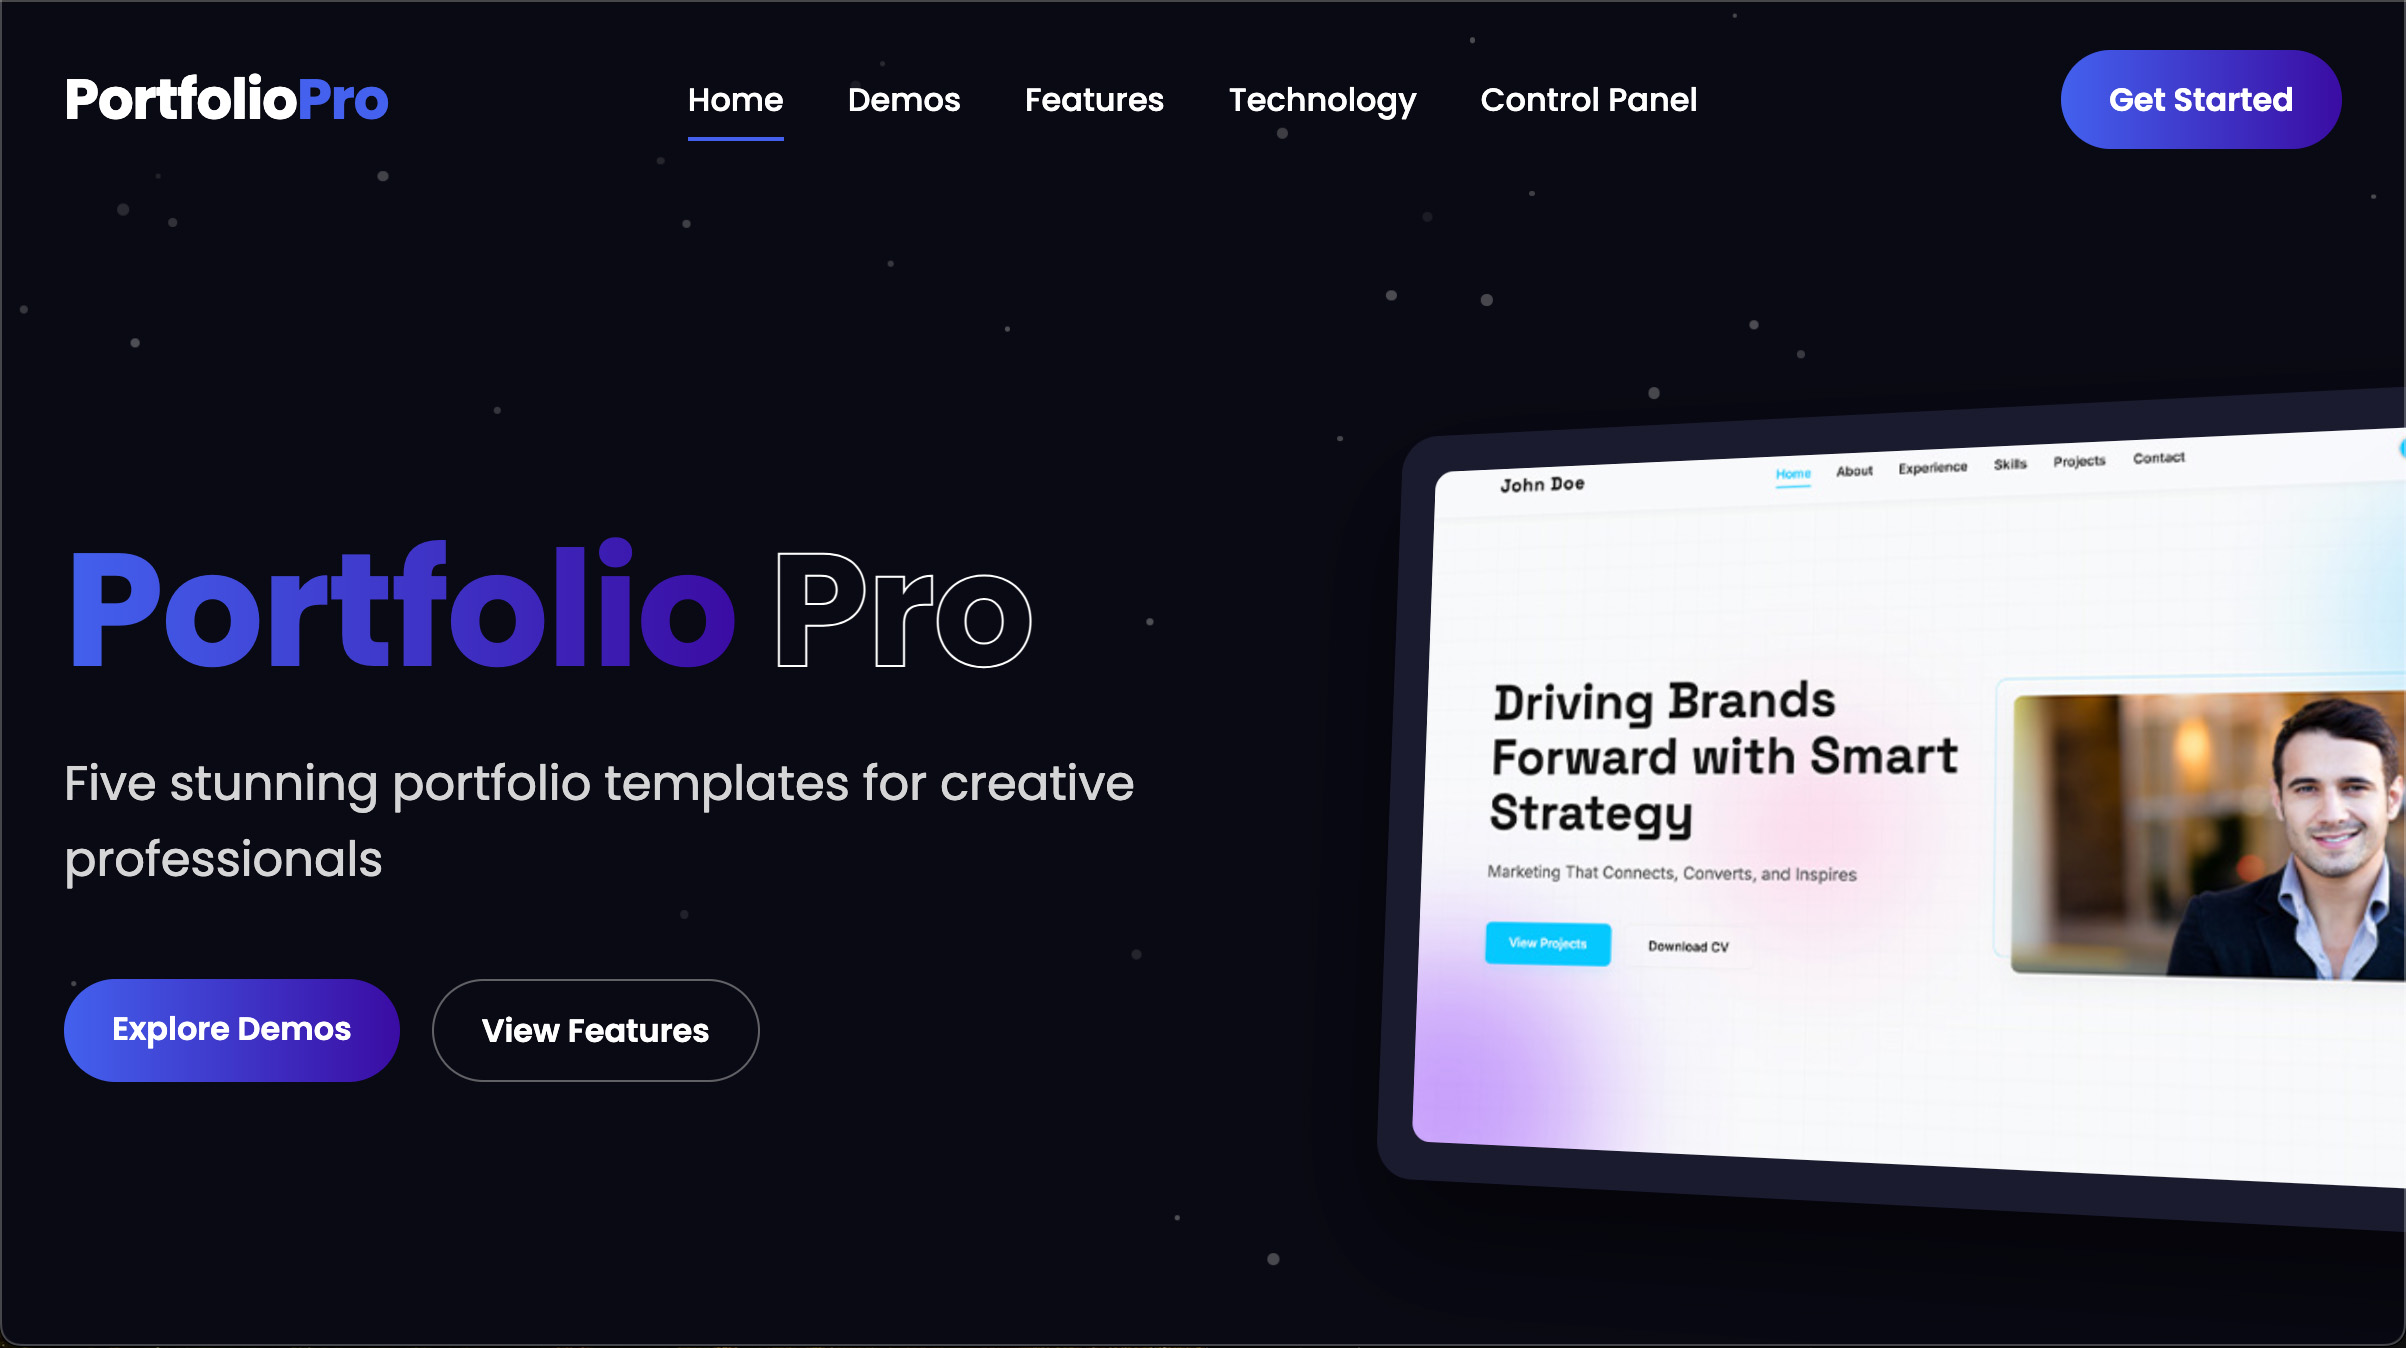 PortfolioPro
Home Demos Features Technology Control Panel
Get Started
Portfolio Pro
Five stunning portfolio templates for creative
professionals
Explore Demos
View Features
John Doe
Home About Experience Skills Projects Contact
Driving Brands
Forward with Smart
Strategy
Marketing That Connects, Converts, and Inspires
View Projects
Download CV